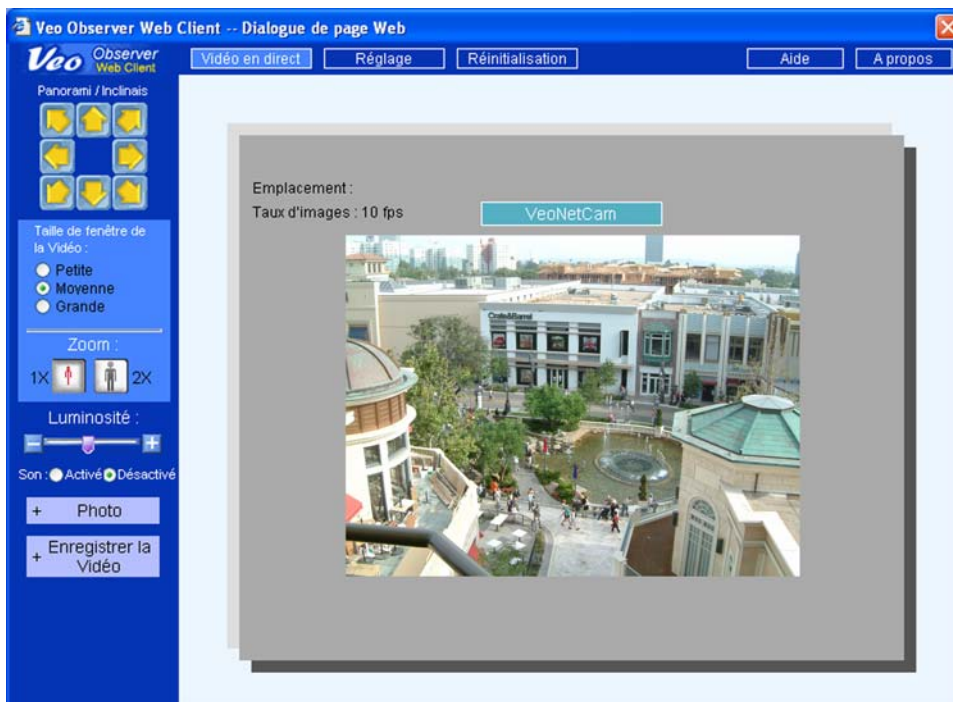 Veo Observer Web Client -- Dialogue de page Web
Veo Observer
Web Client
Vidéo en direct
Réglage
Réinitialisation
Aide
A propos
Panorami / Inclinais
Emplacement :
Taux d'images : 10 fps
VeoNetCam
Taille de fenêtre de
la Vidéo :
Petite
Moyenne
Grande
Zoom :
1X
2X
Luminosité :
Son : Activé Désactivé
+ Photo
+ Enregistrer la
Vidéo
Crate&Barrel